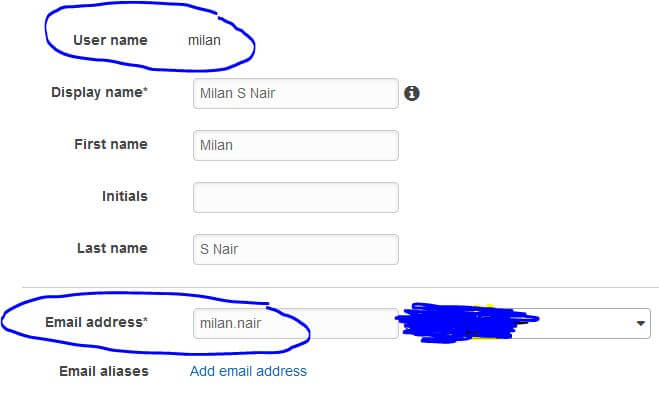 User name milan
Display name* Milan S Nair
First name Milan
Initials
Last name S Nair
Email address* milan.nair
Email aliases Add email address